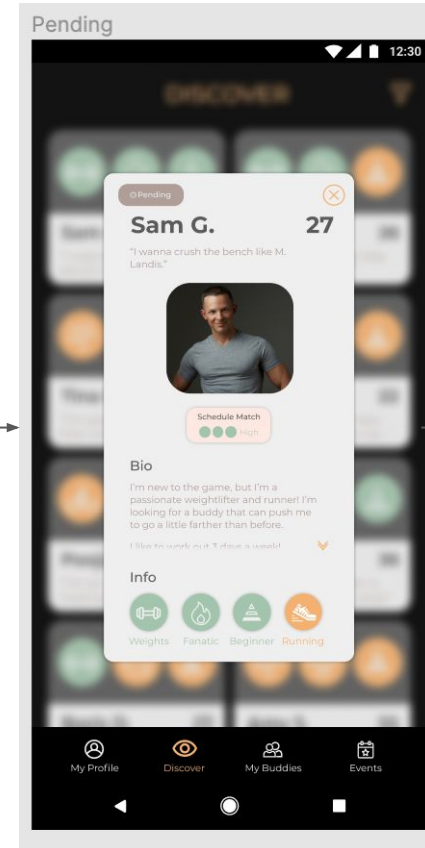 Pending
12:30
DISCOVER
Pending
Sam G. 27
"I wanna crush the bench like M.
Landis."
Schedule Match
High
Bio
I'm new to the game, but I'm a
passionate weightlifter and runner! I'm
looking for a buddy that can push me
to go a little farther than before.
I like to work out 3 days a week!
Info
Weights Fanatic Beginner Running
My Profile Discover My Buddies Events